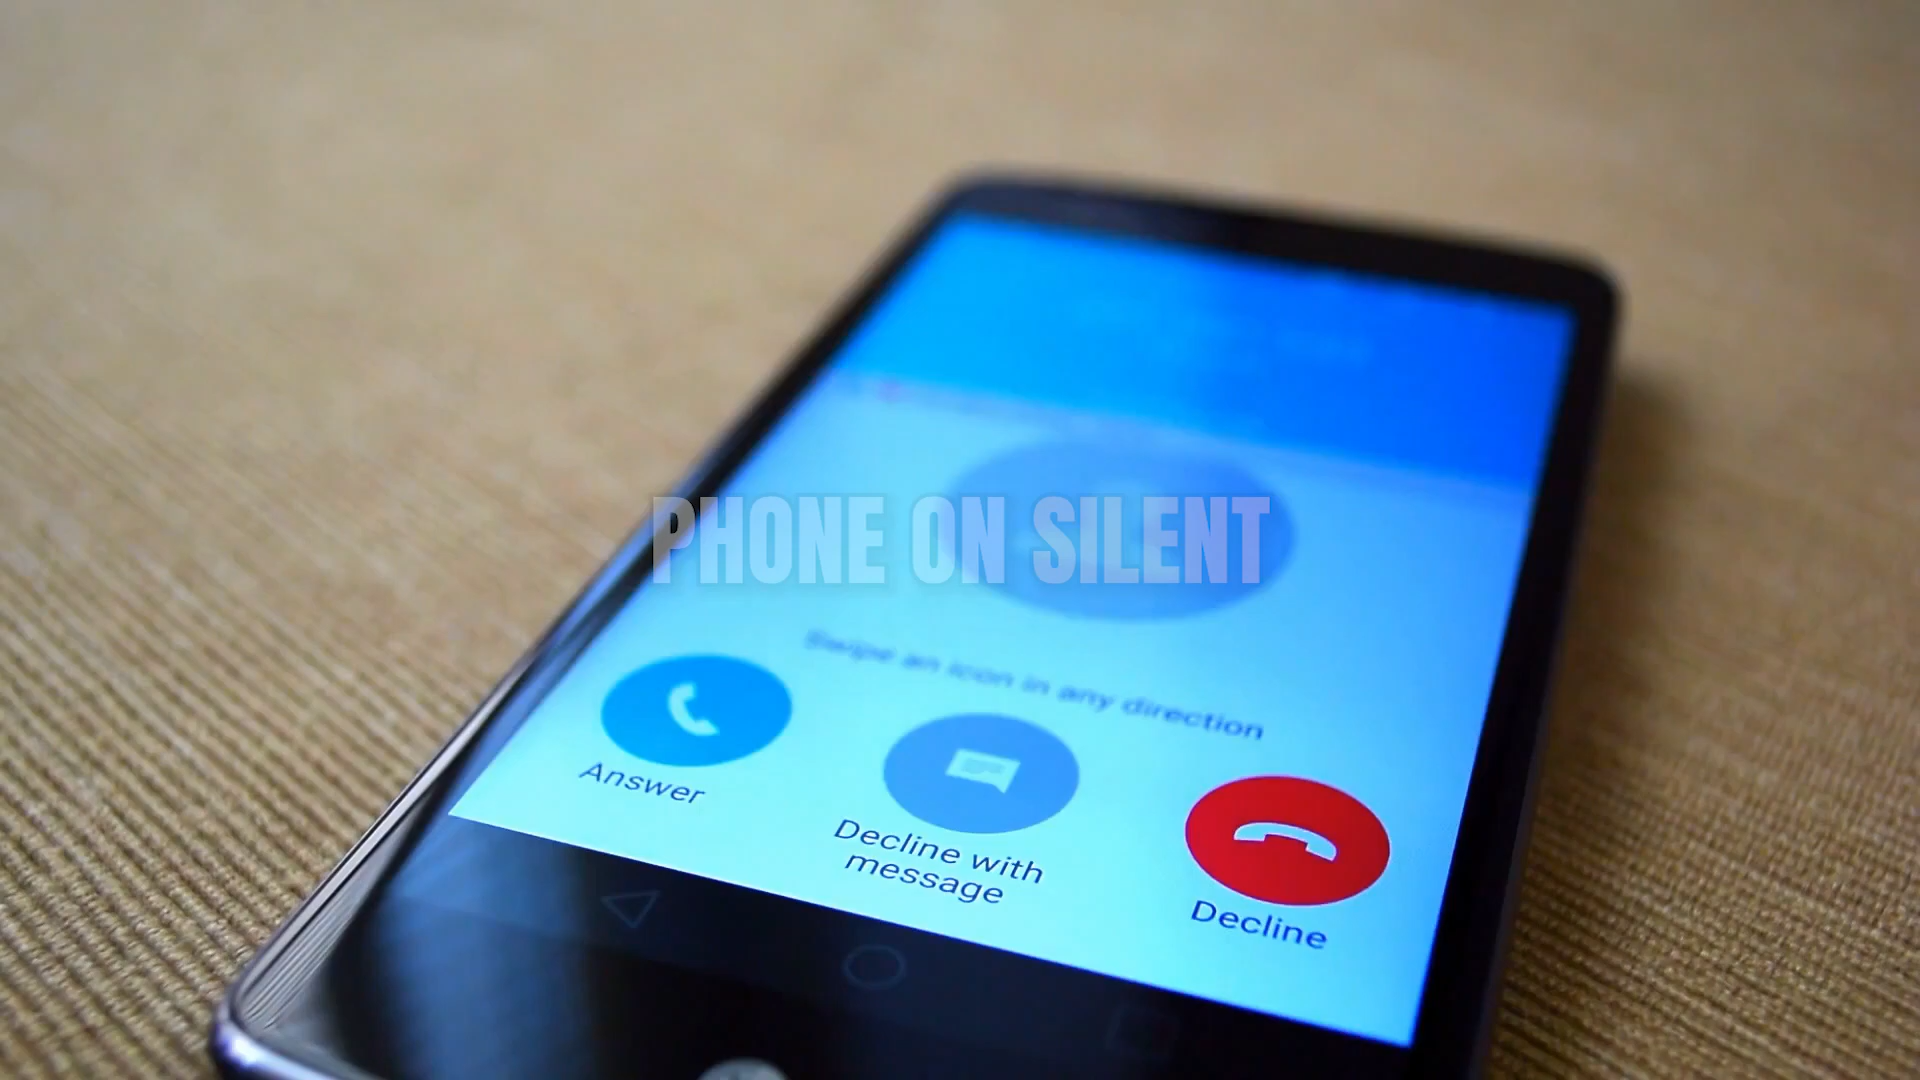 PHONE ON SILENT
Swipe an icon in any direction
Answer
Decline with
message
Decline